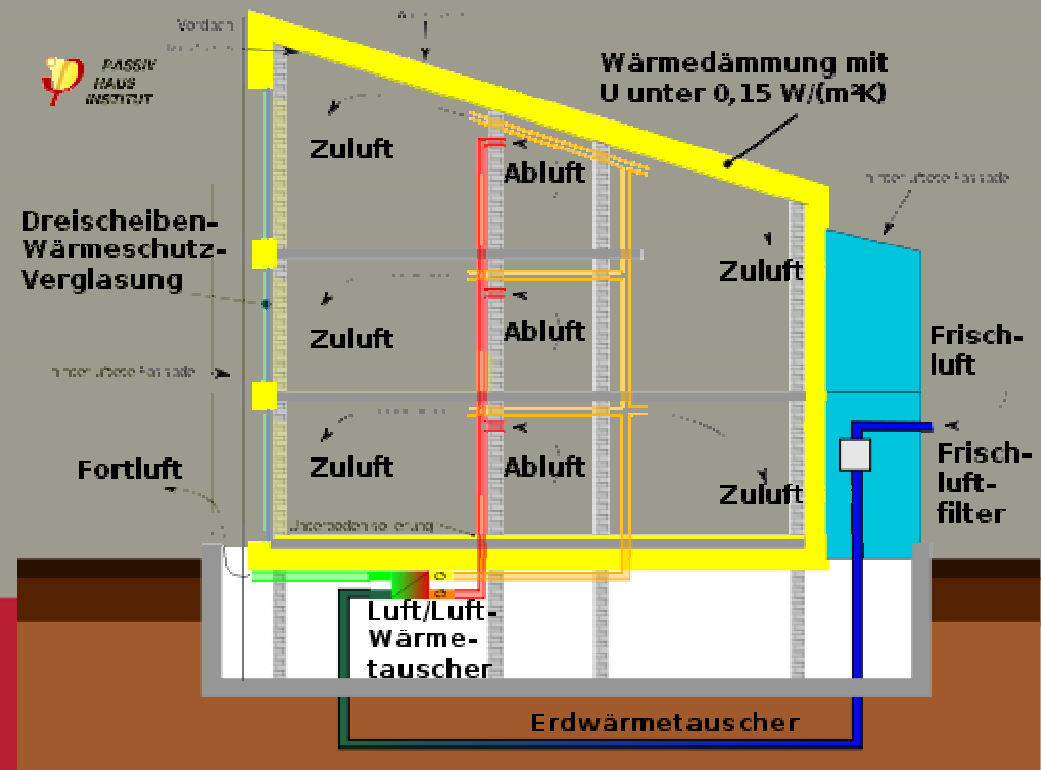 Vordach
PASSIV
HAUS
INSTITUT
Wärmedämmung mit
U unter 0,15 W/(m²K)
Zuluft
Abluft
Dreischeiben-
Wärmeschutz-
Verglasung
Zuluft
Zuluft
Abluft
Frisch-
luft
Fortluft
Zuluft
Abluft
Zuluft
Frisch-
luft-
filter
Luft/Luft-
Wärme-
tauscher
Erdwärmetauscher